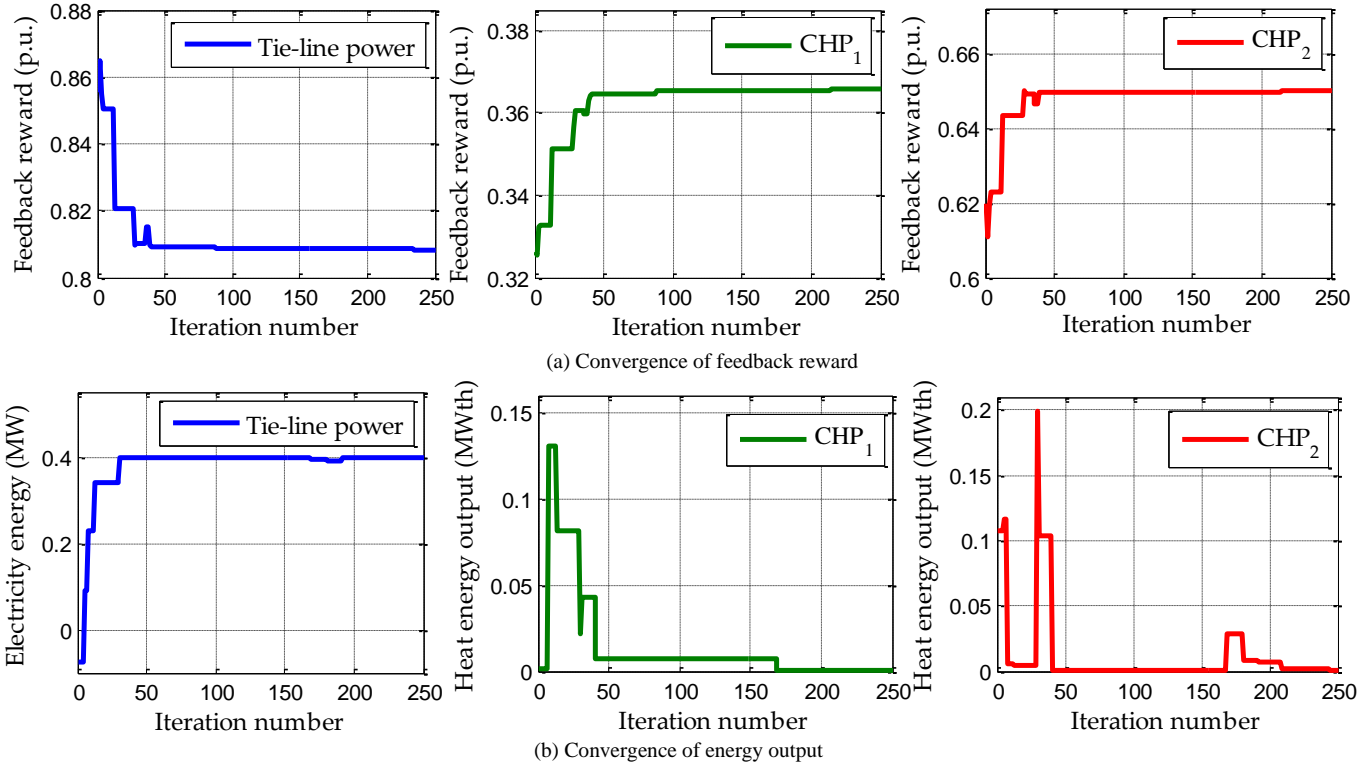 Feedback reward (p.u.)
0.88
0.86
0.84
0.82
0.8
Tie-line power
0 50 100 150 200 250
Iteration number
Feedback reward (p.u.)
0.38
0.36
0.34
0.33
0.32
CHP1
0 50 100 150 200 250
Iteration number
Feedback reward (p.u.)
0.66
0.64
0.62
0.6
CHP2
0 50 100 150 200 250
Iteration number
(a) Convergence of feedback reward
Electricity energy (MW)
0.4
0.2
0
Tie-line power
0 50 100 150 200 250
Iteration number
Heat energy output (MWth)
0.15
0.1
0.05
0
CHP1
0 50 100 150 200 250
Iteration number
Heat energy output (MWth)
0.2
0.15
0.1
0.05
0
CHP2
0 50 100 150 200 250
Iteration number
(b) Convergence of energy output